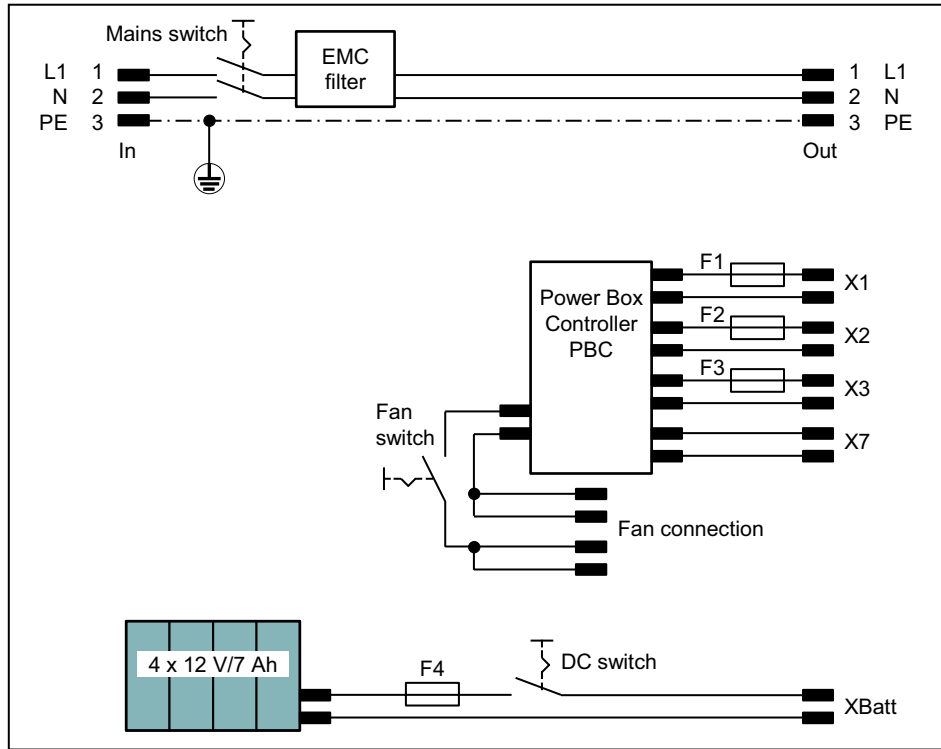 Mains switch
EMC
filter
L1 1
N 2
PE 3
In
1 L1
2 N
3 PE
Out
Power Box
Controller
PBC
F1
X1
F2
X2
F3
X3
X7
Fan
switch
Fan connection
4 x 12 V/7 Ah
F4
DC switch
XBatt